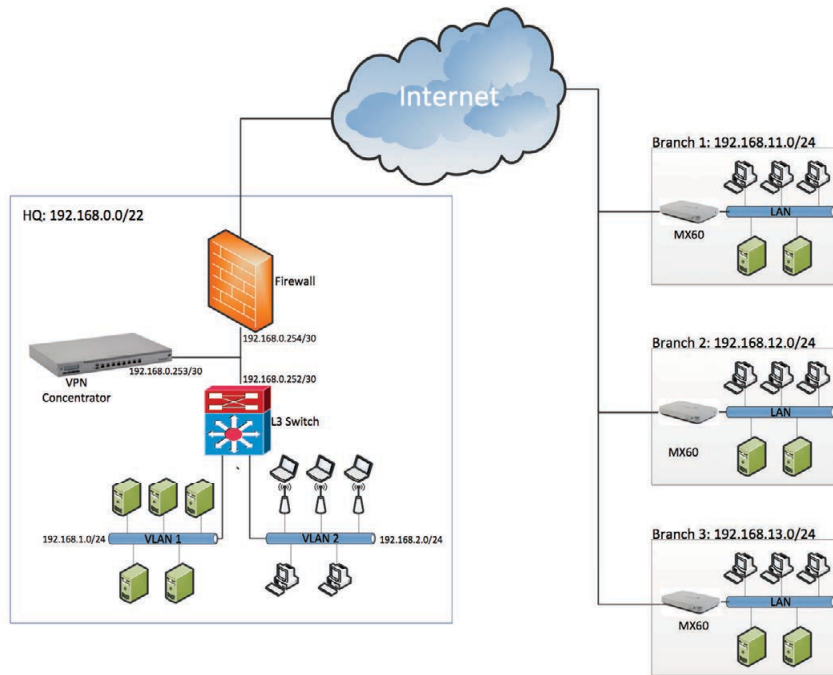 Internet
HQ: 192.168.0.0/22
Firewall
192.168.0.254/30
192.168.0.253/30
VPN
Concentrator
192.168.0.252/30
L3 Switch
192.168.1.0/24
VLAN 1
VLAN 2
192.168.2.0/24
Branch 1: 192.168.11.0/24
LAN
MX60
Branch 2: 192.168.12.0/24
LAN
MX60
Branch 3: 192.168.13.0/24
LAN
MX60